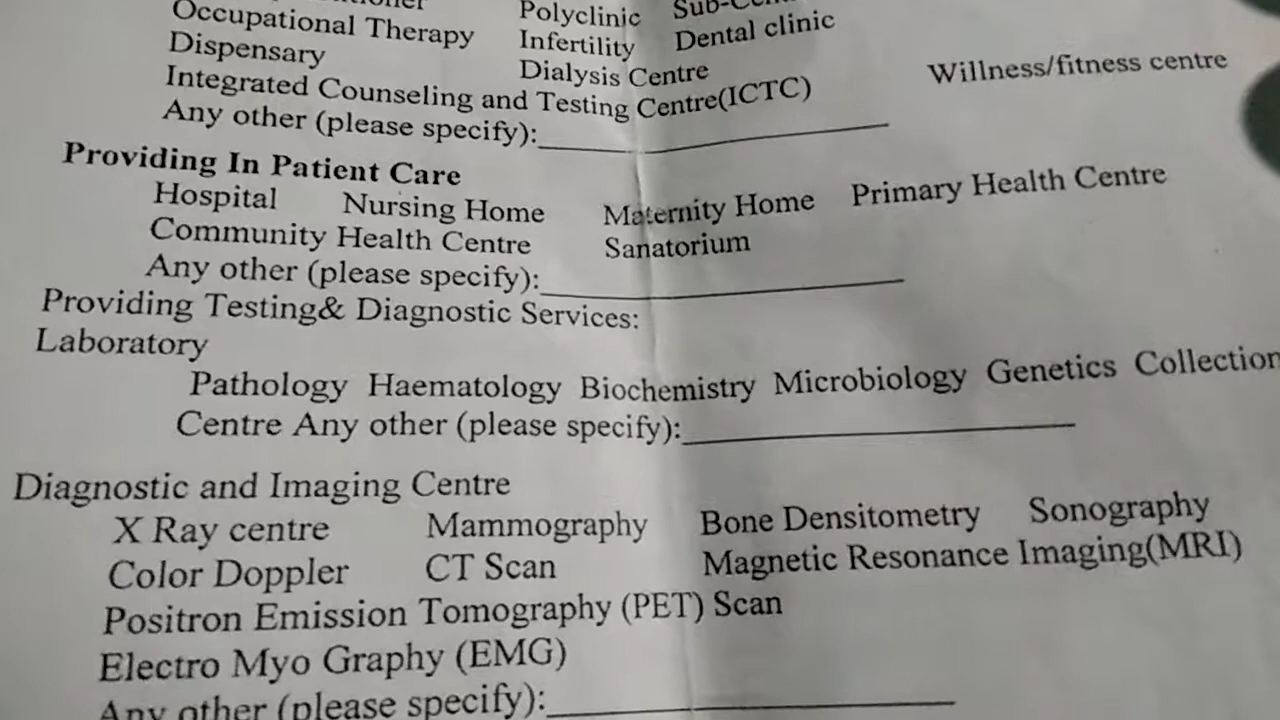 Polyclinic
Occupational Therapy Infertility Dental clinic
Dispensary Dialysis Centre Willness/fitness centre
Integrated Counseling and Testing Centre(ICTC)
Any other (please specify):
Providing In Patient Care
Hospital Nursing Home Maternity Home Primary Health Centre
Community Health Centre Sanatorium
Any other (please specify):
Providing Testing& Diagnostic Services:
Laboratory
Pathology Haematology Biochemistry Microbiology Genetics Collection
Centre Any other (please specify):
Diagnostic and Imaging Centre
X Ray centre Mammography Bone Densitometry Sonography
Color Doppler CT Scan Magnetic Resonance Imaging(MRI)
Positron Emission Tomography (PET) Scan
Electro Myo Graphy (EMG)
Any other (please specify):